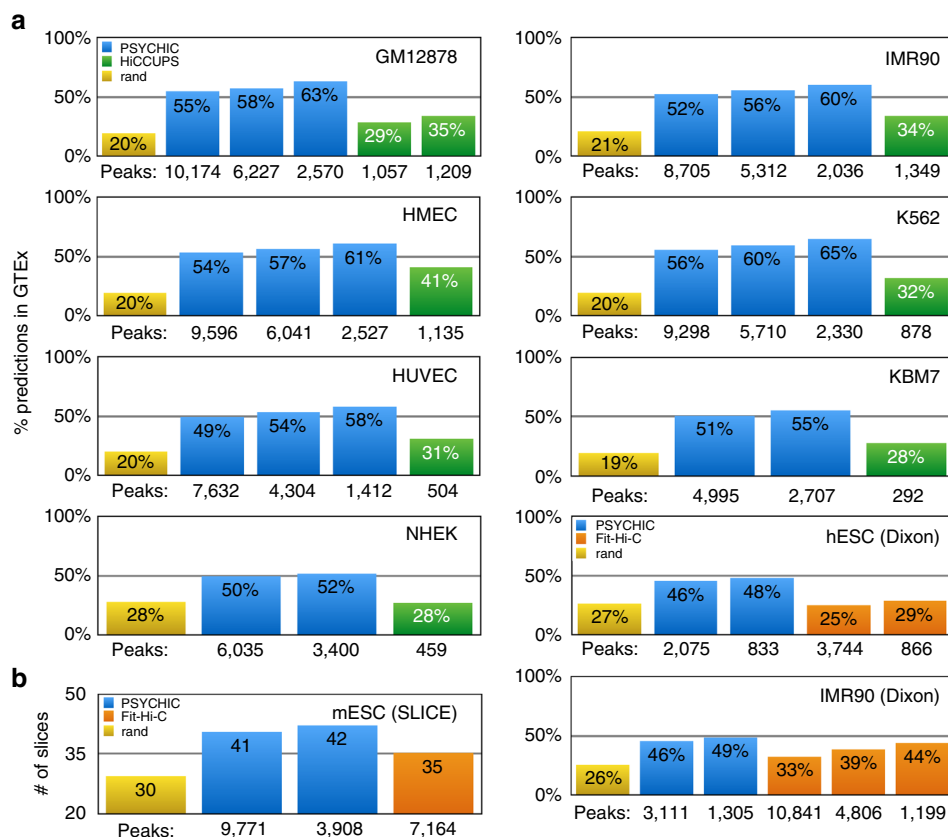 a
% predictions in GTEx
100%
50%
0%
PSYCHIC
HiCCUPS
rand
GM12878
20%
55%
58%
63%
29%
35%
Peaks: 10,174 6,227 2,570 1,057 1,209
100%
50%
0%
IMR90
21%
52%
56%
60%
34%
Peaks: 8,705 5,312 2,036 1,349
100%
50%
0%
HMEC
20%
54%
57%
61%
41%
Peaks: 9,596 6,041 2,527 1,135
100%
50%
0%
K562
20%
56%
60%
65%
32%
Peaks: 9,298 5,710 2,330 878
100%
50%
0%
HUVEC
20%
49%
54%
58%
31%
Peaks: 7,632 4,304 1,412 504
100%
50%
0%
KBM7
19%
51%
55%
28%
Peaks: 4,995 2,707 292
100%
50%
0%
NHEK
28%
50%
52%
28%
Peaks: 6,035 3,400 459
100%
50%
0%
PSYCHIC
Fit-Hi-C
rand
hESC (Dixon)
27%
46%
48%
25%
29%
Peaks: 2,075 833 3,744 866
b
# of slices
50
35
20
PSYCHIC
Fit-Hi-C
rand
mESC (SLICE)
30
41
42
35
Peaks: 9,771 3,908 7,164
100%
50%
0%
IMR90 (Dixon)
26%
46%
49%
33%
39%
44%
Peaks: 3,111 1,305 10,841 4,806 1,199